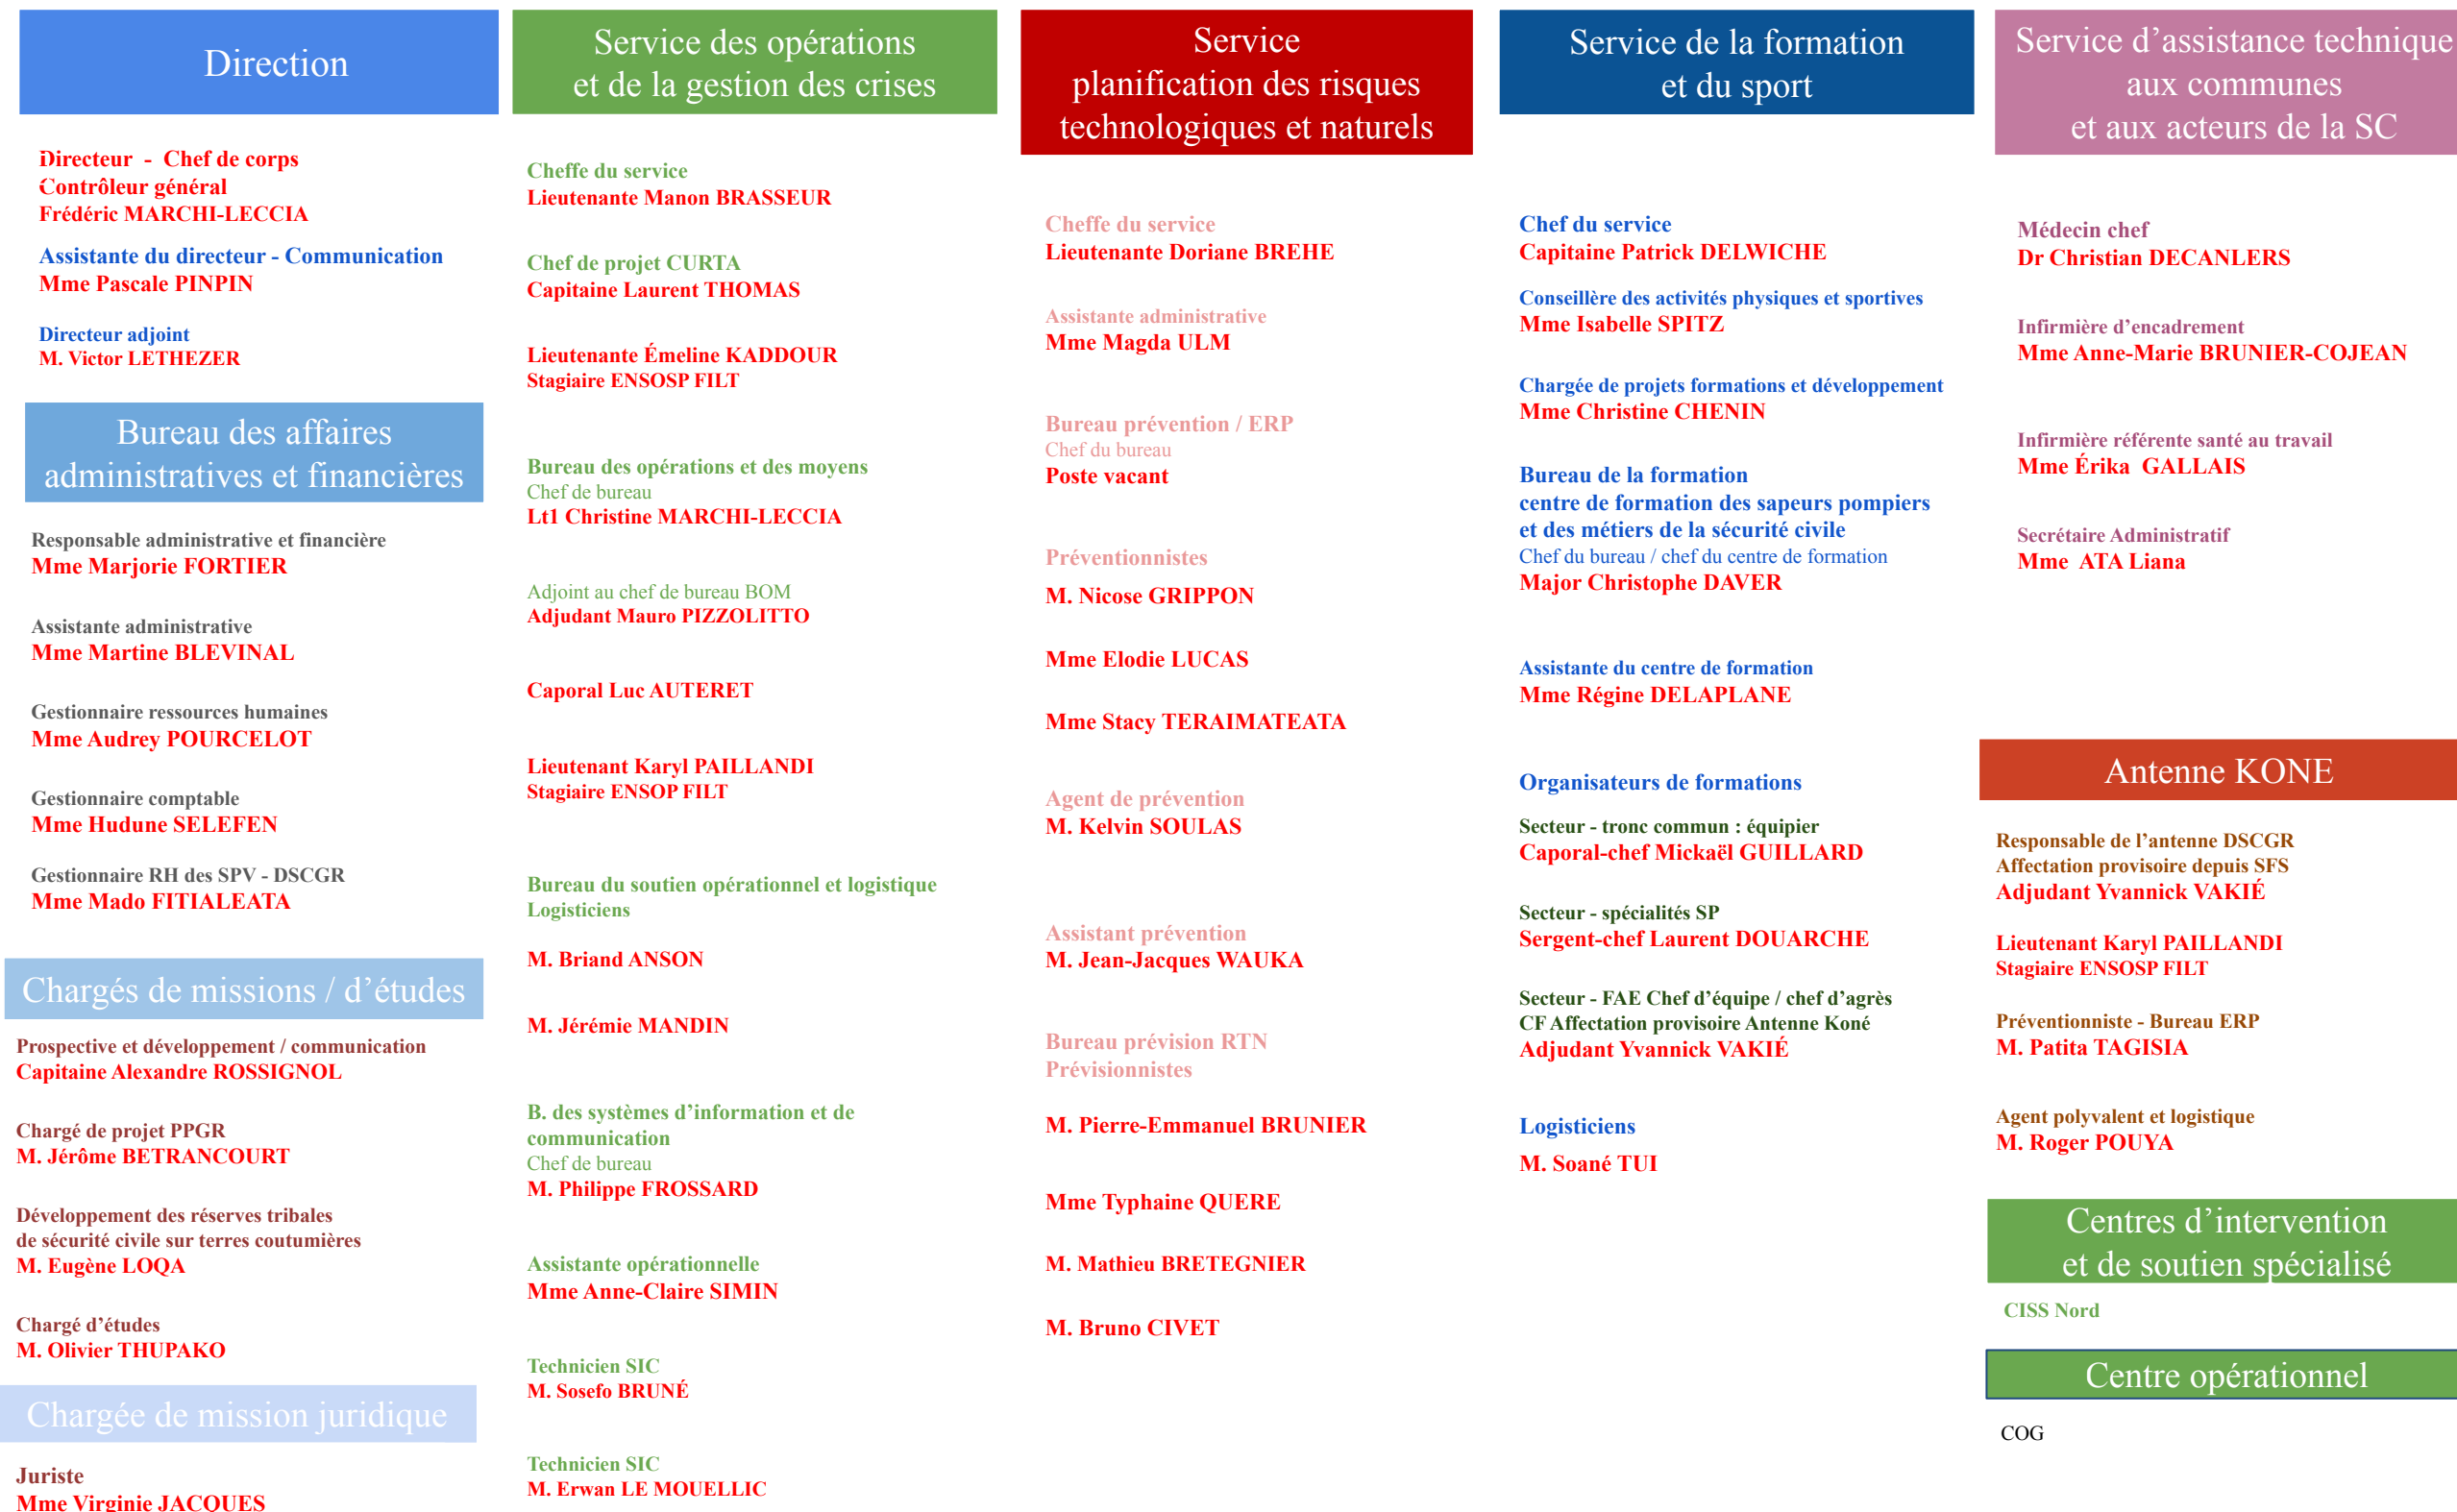 Direction
Directeur - Chef de corps
Contrôleur général
Frédéric MARCHI-LECCIA
Assistante du directeur - Communication
Mme Pascale PINPIN
Directeur adjoint
M. Victor LETHEZER
Bureau des affaires
administratives et financières
Responsable administrative et financière
Mme Marjorie FORTIER
Assistante administrative
Mme Martine BLEVINAL
Gestionnaire ressources humaines
Mme Audrey POURCELOT
Gestionnaire comptable
Mme Hudune SELEFEN
Gestionnaire RH des SPV - DSCGR
Mme Mado FITIALEATA
Chargés de missions / d’études
Prospective et développement / communication
Capitaine Alexandre ROSSIGNOL
Chargé de projet PPGR
M. Jérôme BETRANCOURT
Développement des réserves tribales
de sécurité civile sur terres coutumières
M. Eugène LOQA
Chargé d’études
M. Olivier THUPAKO
Chargée de mission juridique
Juriste
Mme Virginie JACQUES
Service des opérations
et de la gestion des crises
Cheffe du service
Lieutenante Manon BRASSEUR
Chef de projet CURTA
Capitaine Laurent THOMAS
Lieutenante Émeline KADDOUR
Stagiaire ENSOSP FILT
Bureau des opérations et des moyens
Chef de bureau
Lt1 Christine MARCHI-LECCIA
Adjoint au chef de bureau BOM
Adjudant Mauro PIZZOLITTO
Caporal Luc AUTERET
Lieutenant Karyl PAILLANDI
Stagiaire ENSOP FILT
Bureau du soutien opérationnel et logistique
Logisticiens
M. Briand ANSON
M. Jérémie MANDIN
B. des systèmes d’information et de
communication
Chef de bureau
M. Philippe FROSSARD
Assistante opérationnelle
Mme Anne-Claire SIMIN
Technicien SIC
M. Sosefo BRUNÉ
Technicien SIC
M. Erwan LE MOUELLIC
Service
planification des risques
technologiques et naturels
Cheffe du service
Lieutenante Doriane BREHE
Assistante administrative
Mme Magda ULM
Bureau prévention / ERP
Chef du bureau
Poste vacant
Préventionnistes
M. Nicose GRIPPON
Mme Elodie LUCAS
Mme Stacy TERAIMATEATA
Agent de prévention
M. Kelvin SOULAS
Assistant prévention
M. Jean-Jacques WAUKA
Bureau prévision RTN
Prévisionnistes
M. Pierre-Emmanuel BRUNIER
Mme Typhaine QUERE
M. Mathieu BRETEGNIER
M. Bruno CIVET
Service de la formation
et du sport
Chef du service
Capitaine Patrick DELWICHE
Conseillère des activités physiques et sportives
Mme Isabelle SPITZ
Chargée de projets formations et développement
Mme Christine CHENIN
Bureau de la formation
centre de formation des sapeurs pompiers
et des métiers de la sécurité civile
Chef du bureau / chef du centre de formation
Major Christophe DAVER
Assistante du centre de formation
Mme Régine DELAPLANE
Organisateurs de formations
Secteur - tronc commun : équipier
Caporal-chef Mickaël GUILLARD
Secteur - spécialités SP
Sergent-chef Laurent DOUARCHE
Secteur - FAE Chef d’équipe / chef d’agrès
CF Affectation provisoire Antenne Koné
Adjudant Yvannick VAKIÉ
Logisticiens
M. Soané TUI
Service d’assistance technique
aux communes
et aux acteurs de la SC
Médecin chef
Dr Christian DECANLERS
Infirmière d’encadrement
Mme Anne-Marie BRUNIER-COJEAN
Infirmière référente santé au travail
Mme Érika GALLAIS
Secrétaire Administratif
Mme ATA Liana
Antenne KONE
Responsable de l’antenne DSCGR
Affectation provisoire depuis SFS
Adjudant Yvannick VAKIÉ
Lieutenant Karyl PAILLANDI
Stagiaire ENSOSP FILT
Préventionniste - Bureau ERP
M. Patita TAGISIA
Agent polyvalent et logistique
M. Roger POUYA
Centres d’intervention
et de soutien spécialisé
CISS Nord
Centre opérationnel
COG